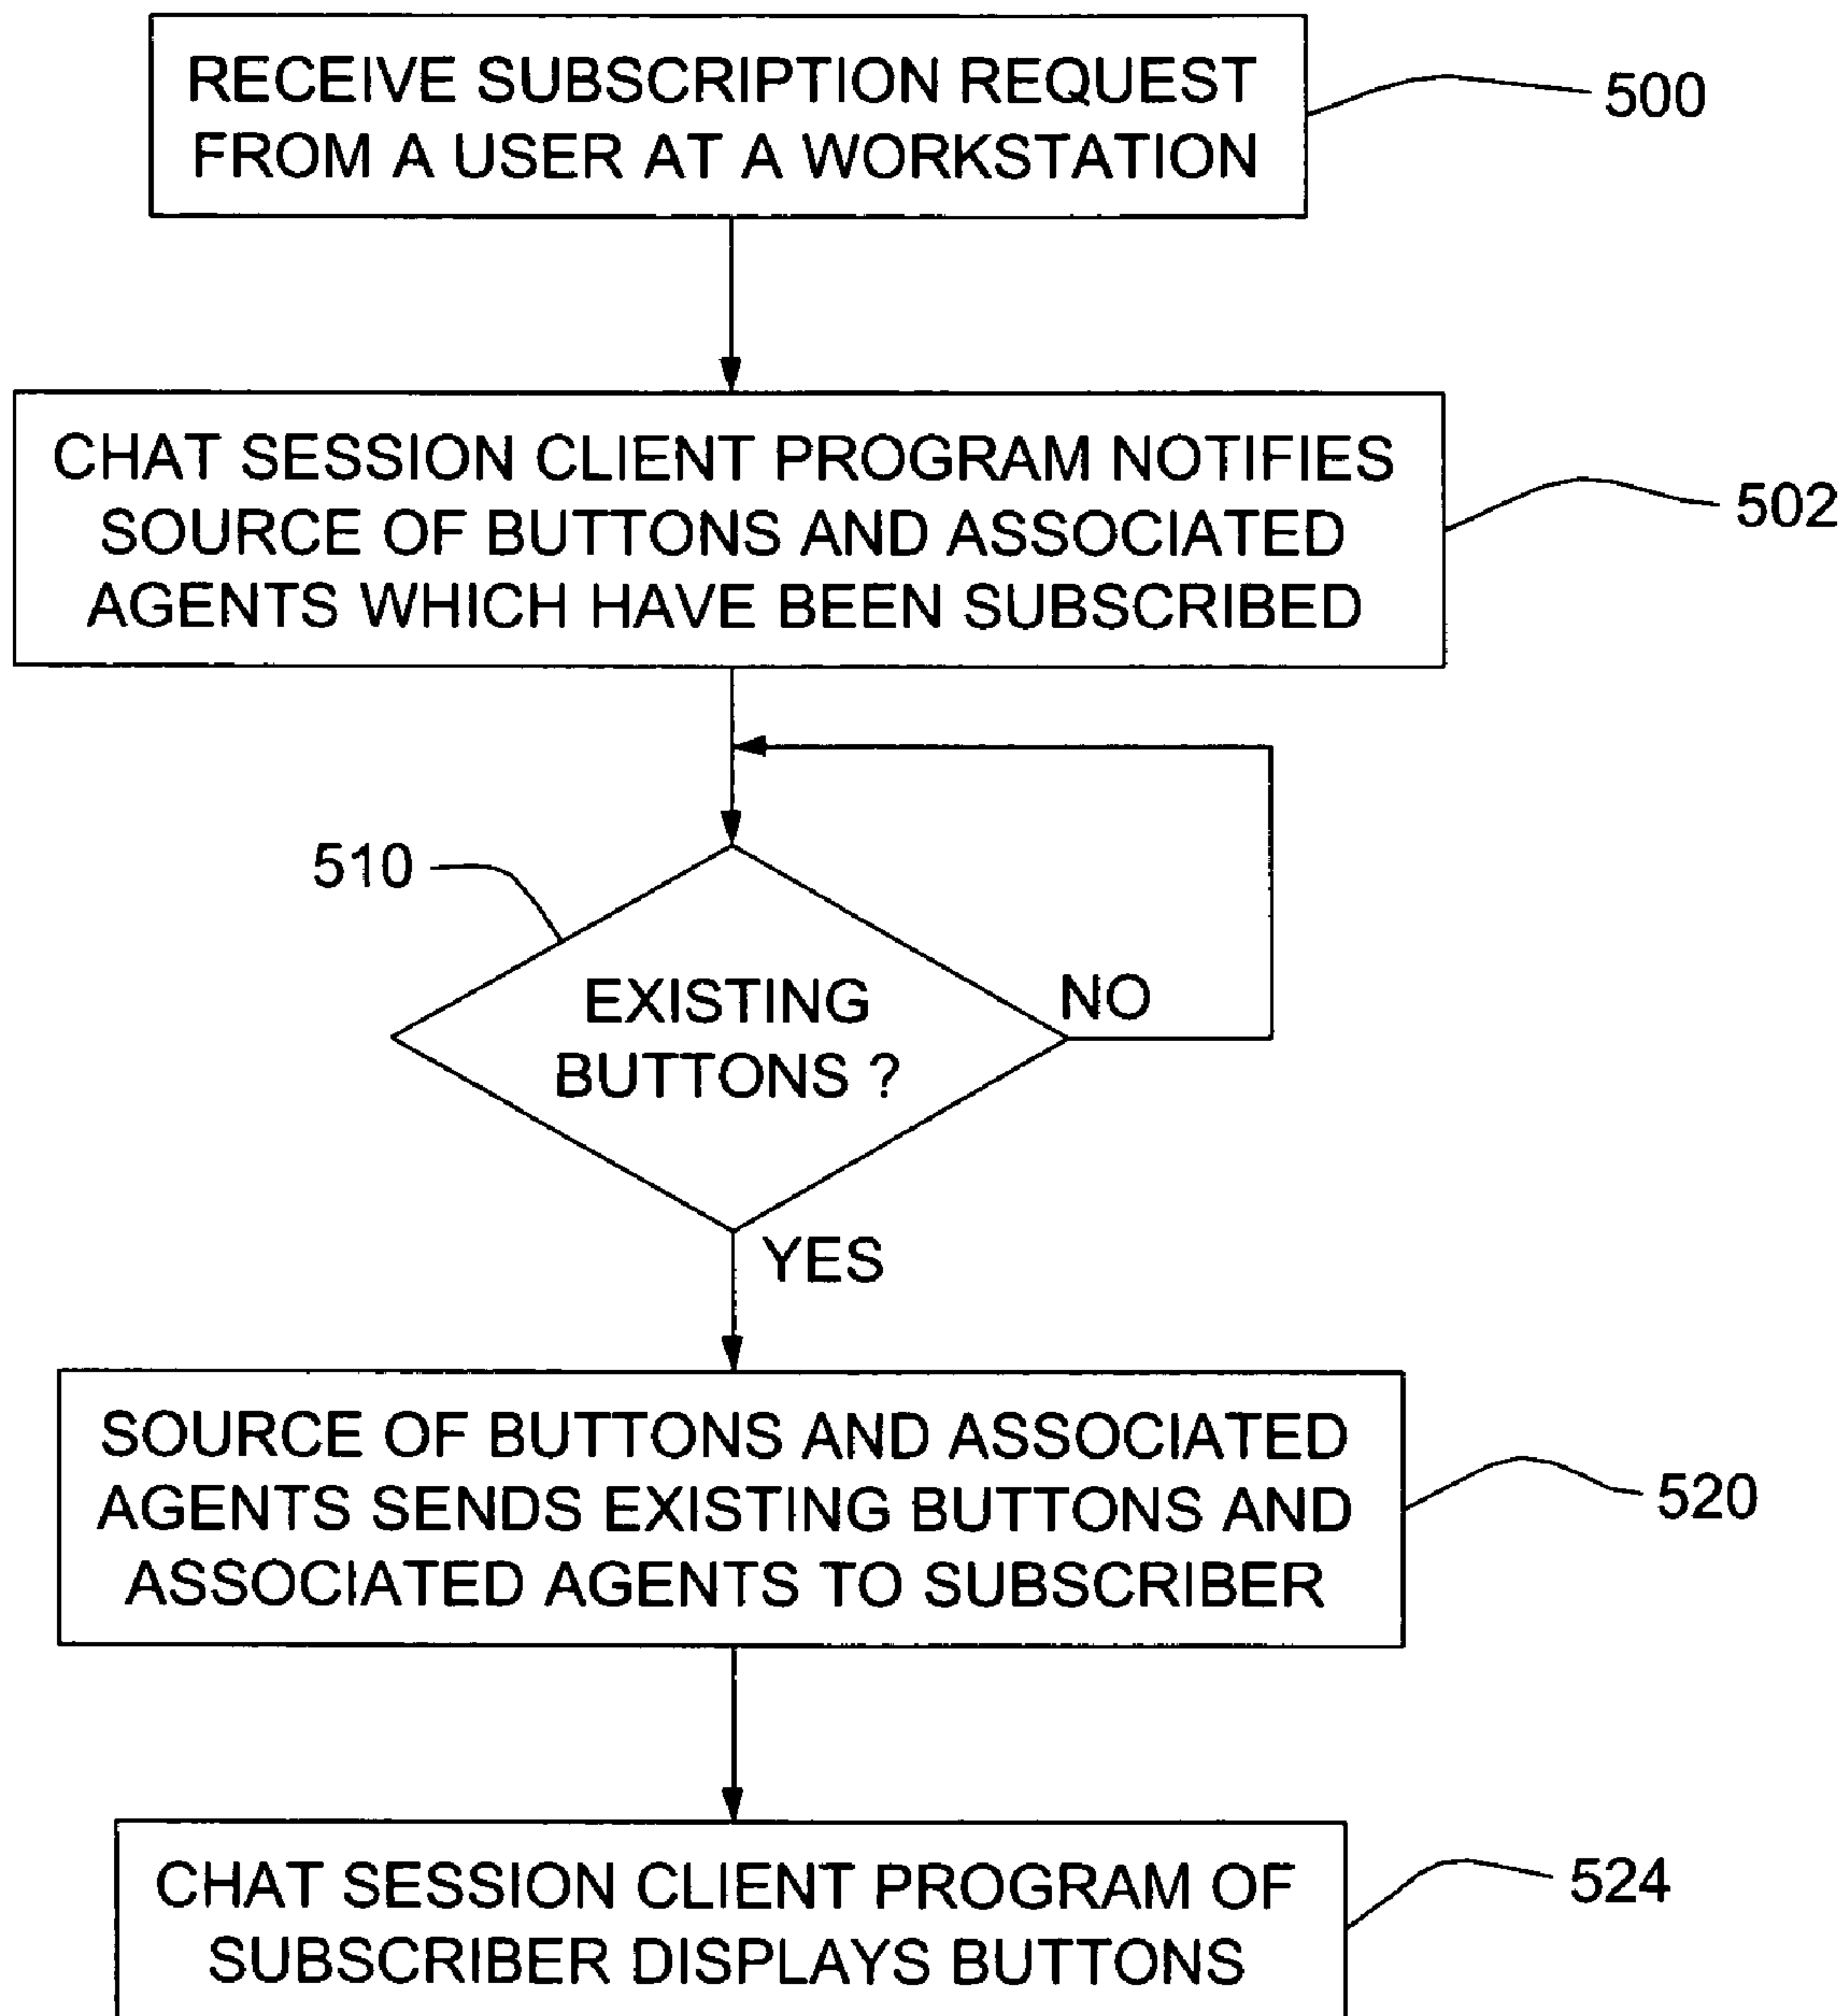 RECEIVE SUBSCRIPTION REQUEST
FROM A USER AT A WORKSTATION
500
CHAT SESSION CLIENT PROGRAM NOTIFIES
SOURCE OF BUTTONS AND ASSOCIATED
AGENTS WHICH HAVE BEEN SUBSCRIBED
502
510
EXISTING
BUTTONS ?
NO
YES
SOURCE OF BUTTONS AND ASSOCIATED
AGENTS SENDS EXISTING BUTTONS AND
ASSOCIATED AGENTS TO SUBSCRIBER
520
CHAT SESSION CLIENT PROGRAM OF
SUBSCRIBER DISPLAYS BUTTONS
524